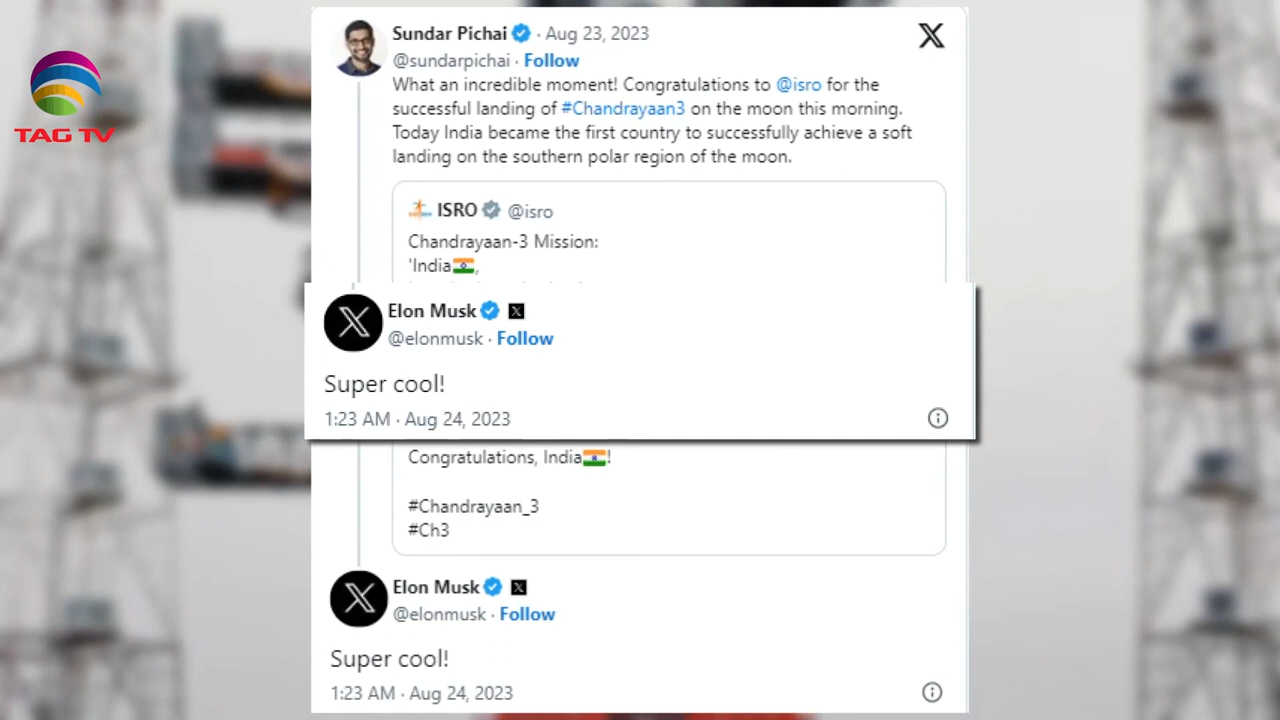 TAG TV
Sundar Pichai · Aug 23, 2023
@sundarpichai · Follow
What an incredible moment! Congratulations to @isro for the
successful landing of #Chandrayaan3 on the moon this morning.
Today India became the first country to successfully achieve a soft
landing on the southern polar region of the moon.
ISRO @isro
Chandrayaan-3 Mission:
'India🇮🇳,
Elon Musk
@elonmusk · Follow
Super cool!
1:23 AM · Aug 24, 2023
Congratulations, India🇮🇳!
#Chandrayaan_3
#Ch3
Elon Musk
@elonmusk · Follow
Super cool!
1:23 AM · Aug 24, 2023